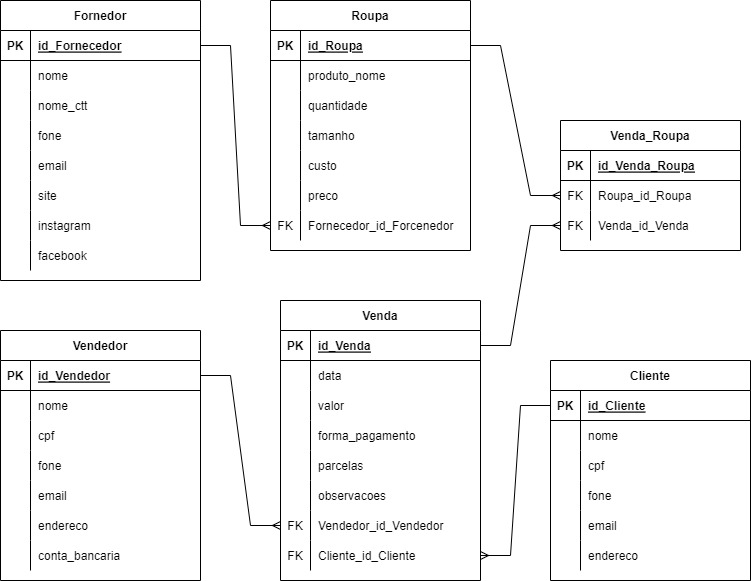 Fornedor
PK id_Fornecedor
nome
nome_ctt
fone
email
site
instagram
facebook
Roupa
PK id_Roupa
produto_nome
quantidade
tamanho
custo
preco
FK Fornecedor_id_Forcenedor
Venda_Roupa
PK id_Venda_Roupa
FK Roupa_id_Roupa
FK Venda_id_Venda
Vendedor
PK id_Vendedor
nome
cpf
fone
email
endereco
conta_bancaria
Venda
PK id_Venda
data
valor
forma_pagamento
parcelas
observacoes
FK Vendedor_id_Vendedor
FK Cliente_id_Cliente
Cliente
PK id_Cliente
nome
cpf
fone
email
endereco